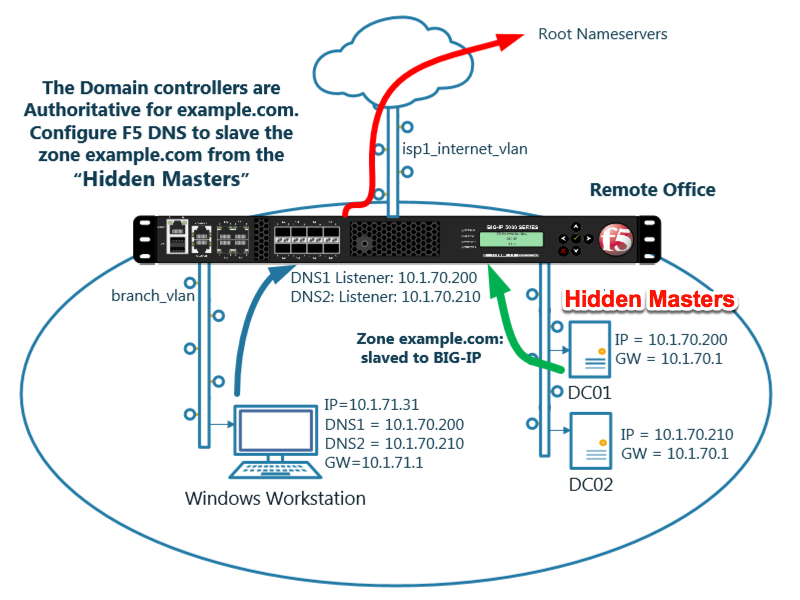 Root Nameservers
The Domain controllers are
Authoritative for example.com.
Configure F5 DNS to slave the
zone example.com from the
“Hidden Masters”
isp1_internet_vlan
Remote Office
BIG-IP 5000 SERIES
f5
branch_vlan
DNS1 Listener: 10.1.70.200
DNS2: Listener: 10.1.70.210
Hidden Masters
Zone example.com:
slaved to BIG-IP
IP = 10.1.70.200
GW = 10.1.70.1
DC01
IP=10.1.71.31
DNS1 = 10.1.70.200
DNS2 = 10.1.70.210
GW=10.1.71.1
IP = 10.1.70.210
GW = 10.1.70.1
DC02
Windows Workstation